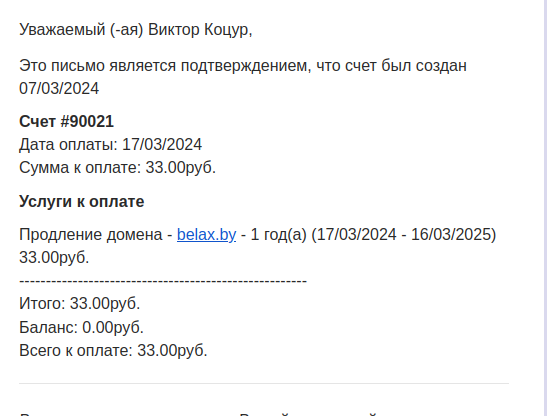 Уважаемый (-ая) Виктор Коцур,
Это письмо является подтверждением, что счет был создан
07/03/2024
Счет #90021
Дата оплаты: 17/03/2024
Сумма к оплате: 33.00руб.
Услуги к оплате
Продление домена - belax.by - 1 год(а) (17/03/2024 - 16/03/2025)
33.00руб.
------------------------------------------------------
Итого: 33.00руб.
Баланс: 0.00руб.
Всего к оплате: 33.00руб.